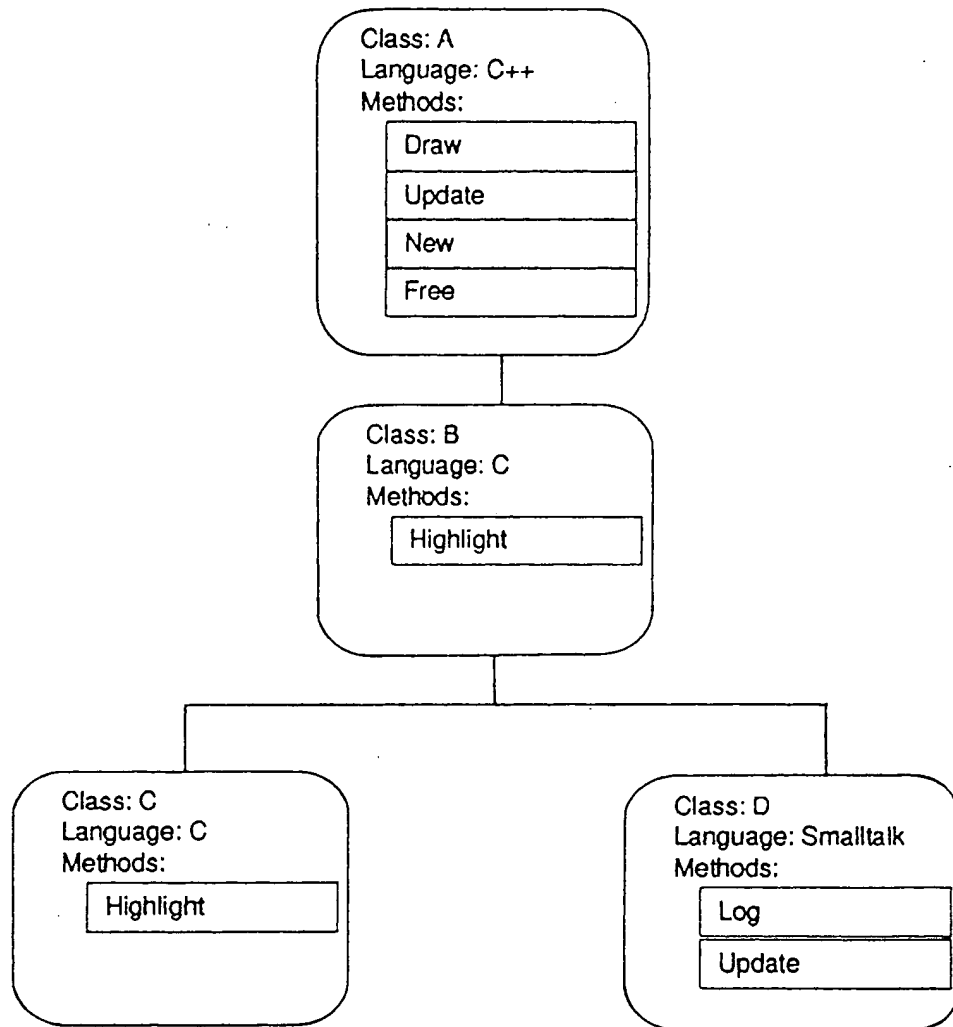 Class: A
Language: C++
Methods:
Draw
Update
New
Free
Class: B
Language: C
Methods:
Highlight
Class: C
Language: C
Methods:
Highlight
Class: D
Language: Smalltalk
Methods:
Log
Update